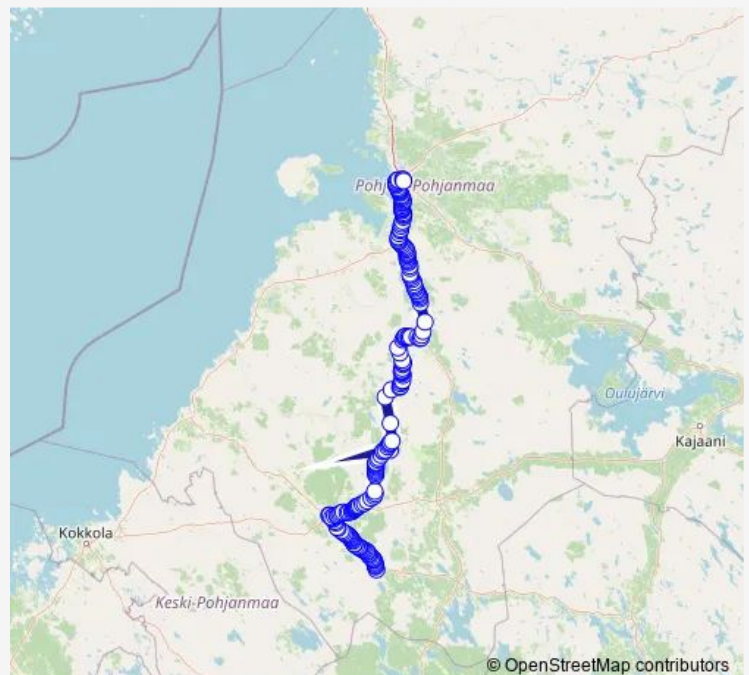 Pohj Pohjanmaa
Oulujärvi
Kajaani
Kokkola
Keski-Pohjanmaa
© OpenStreetMap contributors